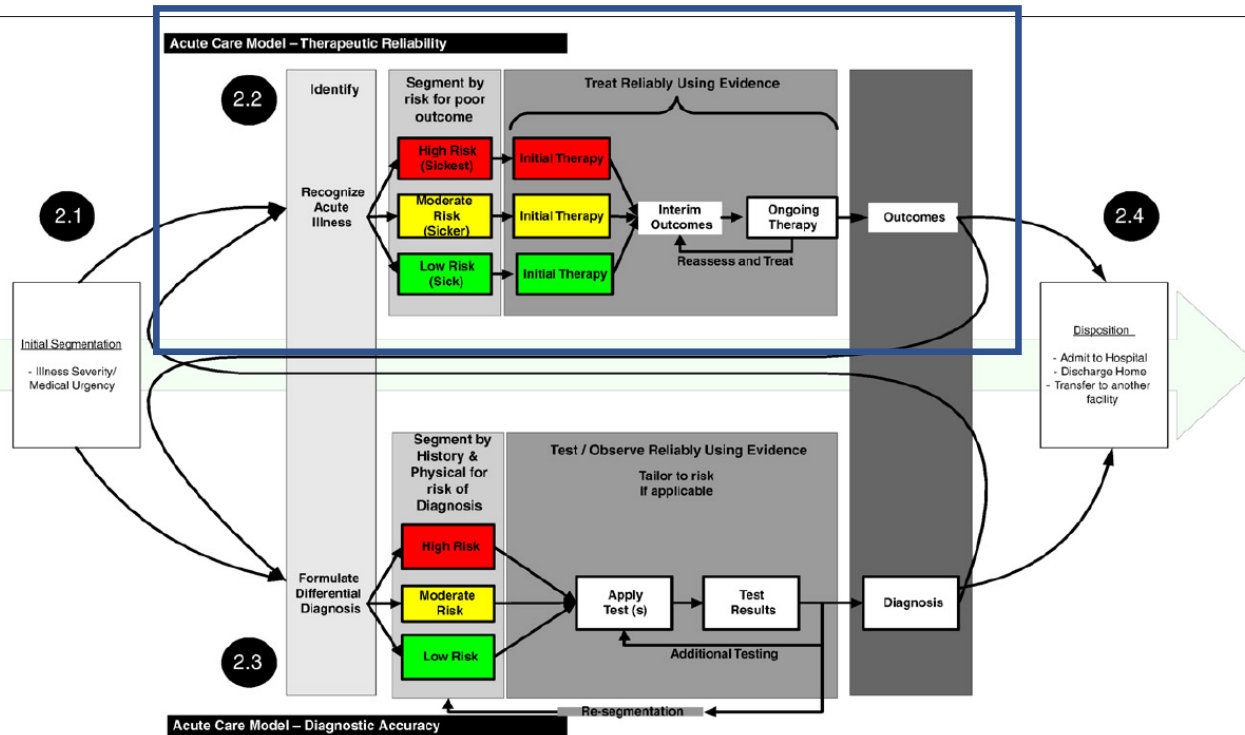 Acute Care Model – Therapeutic Reliability
2.2
Identify
Segment by
risk for poor
outcome
Treat Reliably Using Evidence
2.1
Recognize
Acute
Illness
High Risk
(Sickest)
Moderate
Risk
(Sicker)
Low Risk
(Sick)
Initial Therapy
Initial Therapy
Initial Therapy
Interim
Outcomes
Ongoing
Therapy
Reassess and Treat
Outcomes
2.4
Initial Segmentation
- Illness Severity/
Medical Urgency
Disposition
- Admit to Hospital
- Discharge Home
- Transfer to another
facility
Segment by
History &
Physical for
risk of
Diagnosis
Test / Observe Reliably Using Evidence
Tailor to risk
If applicable
Formulate
Differential
Diagnosis
High Risk
Moderate
Risk
Low Risk
Apply
Test (s)
Test
Results
Additional Testing
Diagnosis
2.3
Re-segmentation
Acute Care Model – Diagnostic Accuracy